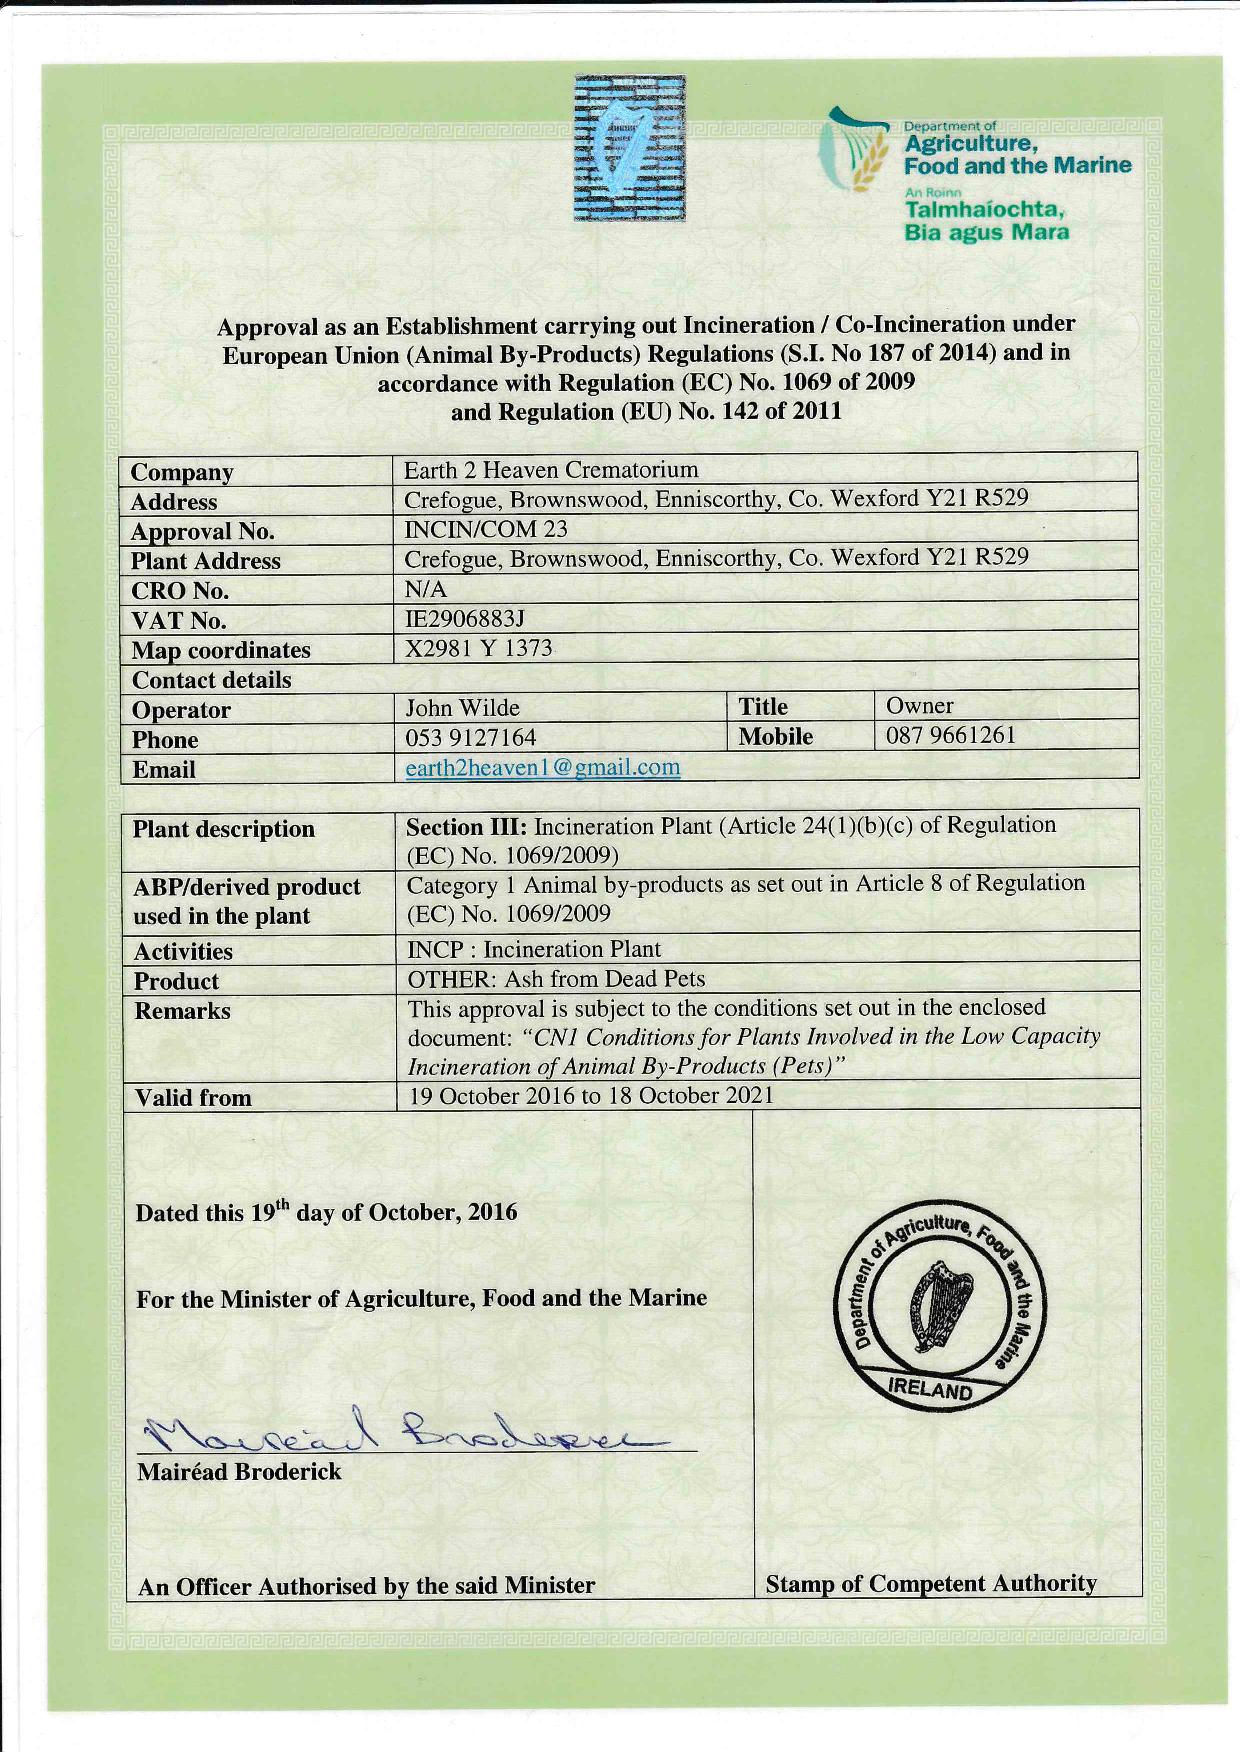 Department of
Agriculture,
Food and the Marine
An Roinn
Talmhaíochta,
Bia agus Mara
Approval as an Establishment carrying out Incineration / Co-Incineration under
European Union (Animal By-Products) Regulations (S.I. No 187 of 2014) and in
accordance with Regulation (EC) No. 1069 of 2009
and Regulation (EU) No. 142 of 2011
Company Earth 2 Heaven Crematorium
Address Crefogue, Brownswood, Enniscorthy, Co. Wexford Y21 R529
Approval No. INCIN/COM 23
Plant Address Crefogue, Brownswood, Enniscorthy, Co. Wexford Y21 R529
CRO No. N/A
VAT No. IE2906883J
Map coordinates X2981 Y 1373
Contact details
Operator John Wilde Title Owner
Phone 053 9127164 Mobile 087 9661261
Email earth2heaven1@gmail.com
Plant description Section III: Incineration Plant (Article 24(1)(b)(c) of Regulation
(EC) No. 1069/2009)
ABP/derived product Category 1 Animal by-products as set out in Article 8 of Regulation
used in the plant (EC) No. 1069/2009
Activities INCP : Incineration Plant
Product OTHER: Ash from Dead Pets
Remarks This approval is subject to the conditions set out in the enclosed
document: “CN1 Conditions for Plants Involved in the Low Capacity
Incineration of Animal By-Products (Pets)”
Valid from 19 October 2016 to 18 October 2021
Dated this 19th day of October, 2016
For the Minister of Agriculture, Food and the Marine
Mairéad Broderick
Mairéad Broderick
An Officer Authorised by the said Minister
Department of Agriculture, Food and the Marine
IRELAND
Stamp of Competent Authority